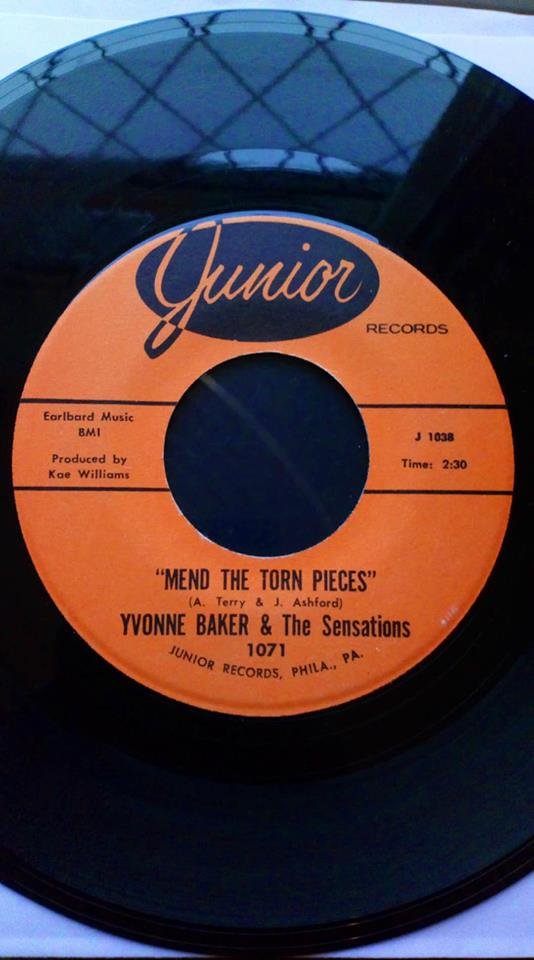 Junior
RECORDS
Earlbard Music
BMI
Produced by
Kae Williams
J 1038
Time: 2:30
"MEND THE TORN PIECES"
(A. Terry & J. Ashford)
YVONNE BAKER & The Sensations
1071
JUNIOR RECORDS, PHILA., PA.